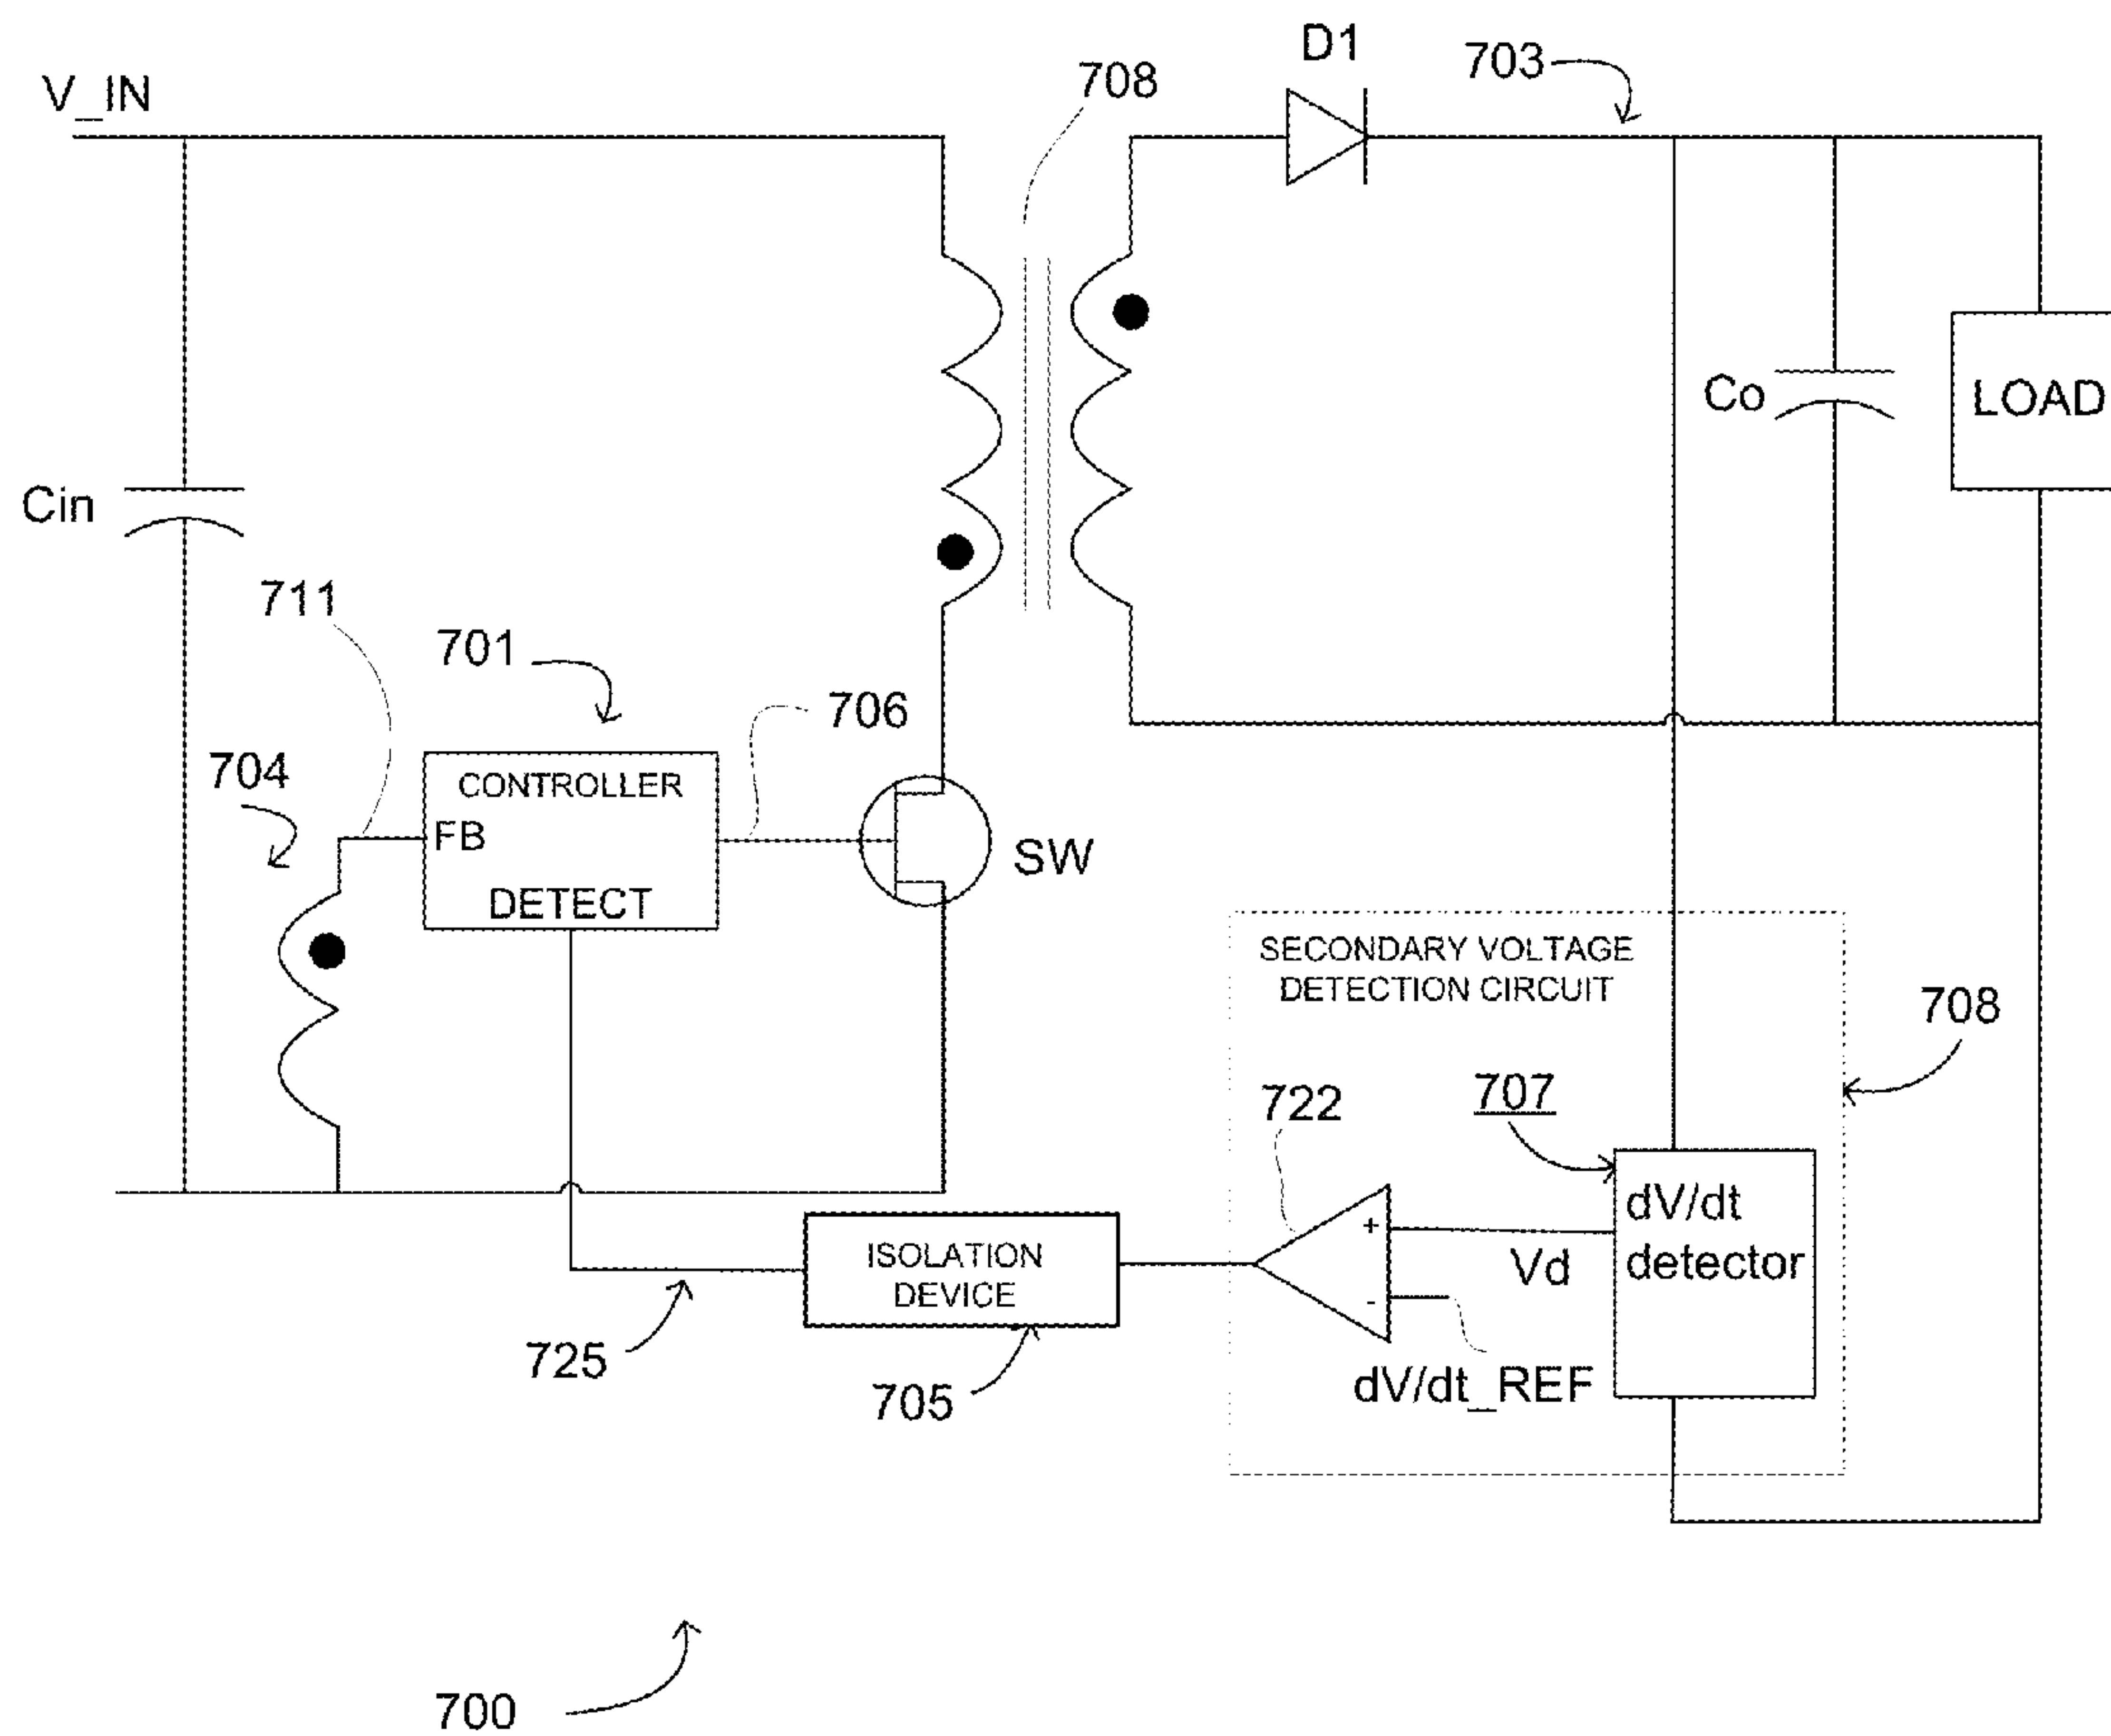 D1
703
708
V_IN
Co
LOAD
Cin
711
701
706
704
CONTROLLER
FB
SW
DETECT
SECONDARY VOLTAGE
DETECTION CIRCUIT
708
707
722
dV/dt
detector
+
Vd
-
ISOLATION
DEVICE
725
705
dV/dt_REF
700